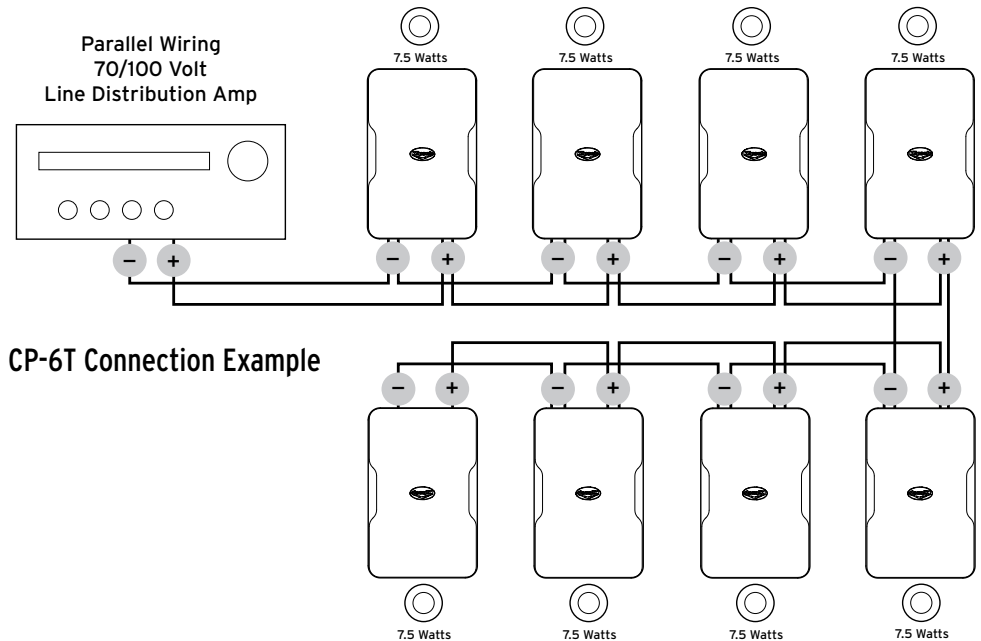 Parallel Wiring
70/100 Volt
Line Distribution Amp
7.5 Watts
7.5 Watts
7.5 Watts
7.5 Watts
− + − + − + − + − +
CP-6T Connection Example
− + − + − + − +
7.5 Watts
7.5 Watts
7.5 Watts
7.5 Watts